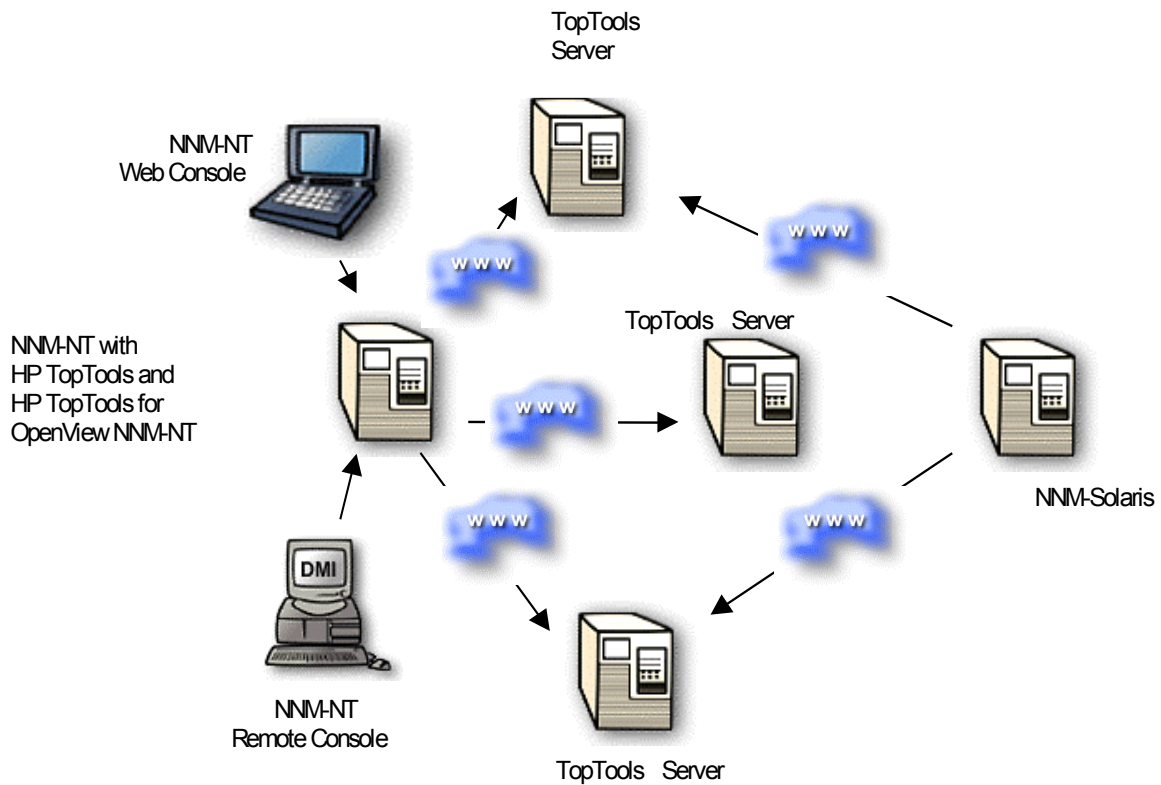 TopTools
Server
NNM-NT
Web Console
www
www
TopTools Server
NNM-NT with
HP TopTools and
HP TopTools for
OpenView NNM-NT
www
NNM-Solaris
www
www
DMI
NNM-NT
Remote Console
TopTools Server